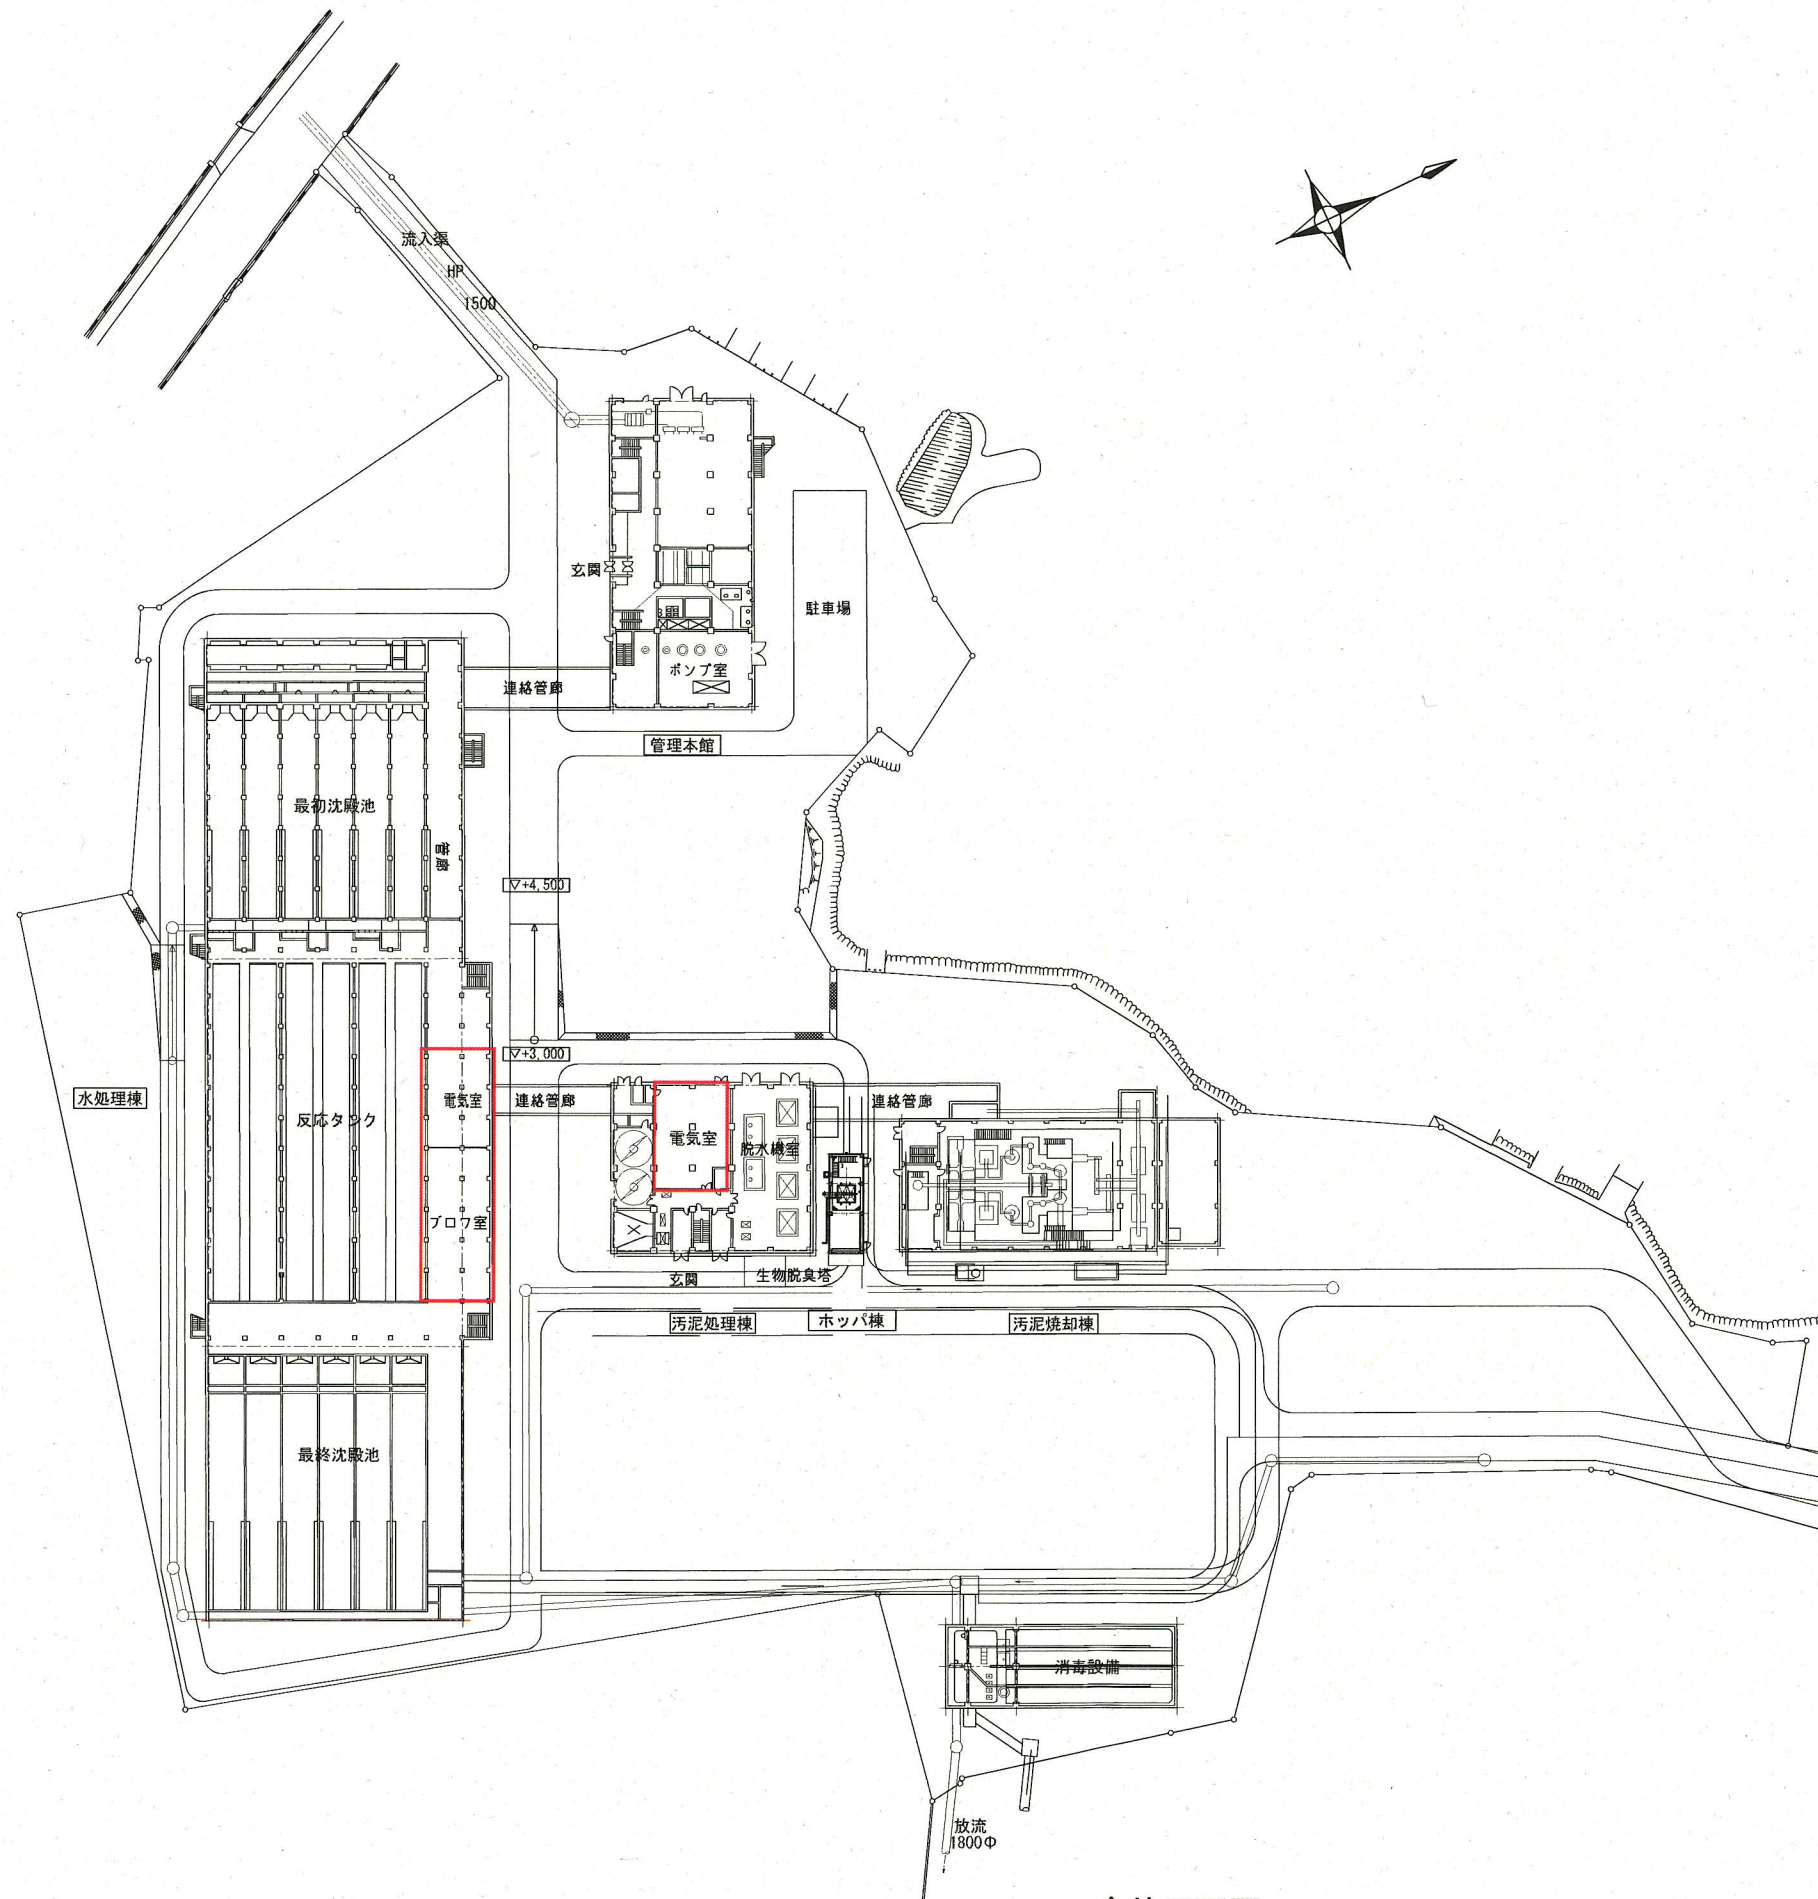 流入渠
HP
1500
玄関
駐車場
ポンプ室
連絡管廊
管理本館
最初沈殿池
管廊
▽+4,500
▽+3,000
水処理棟
反応タンク
電気室
連絡管廊
電気室
脱水機室
連絡管廊
ブロワ室
玄関
生物脱臭塔
汚泥処理棟
ホッパ棟
汚泥焼却棟
最終沈殿池
消毒設備
放流
1800Φ